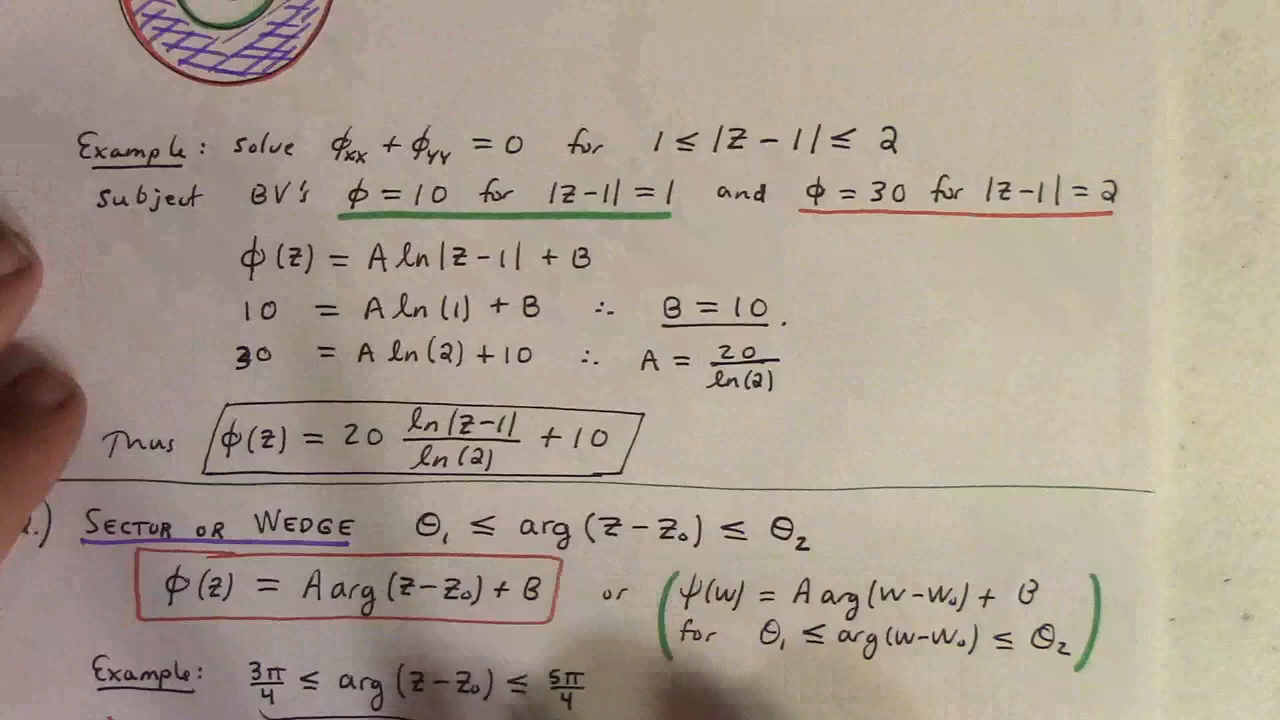 Example: solve ϕxx + ϕyy = 0 for 1 ≤ |z - 1| ≤ 2
subject BV's ϕ = 10 for |z-1| = 1 and ϕ = 30 for |z-1| = 2
ϕ(z) = A ln|z - 1| + B
10 = A ln(1) + B ∴ B = 10.
30 = A ln(2) + 10 ∴ A = 20/ln(2)
Thus ϕ(z) = 20 ln|z-1|/ln(2) + 10
.) SECTOR OR WEDGE θ₁ ≤ arg(z - z₀) ≤ θ₂
ϕ(z) = A arg(z - z₀) + B or (ψ(w) = A arg(w - w₀) + B
for θ₁ ≤ arg(w - w₀) ≤ θ₂)
Example: 3π/4 ≤ arg(z - z₀) ≤ 5π/4